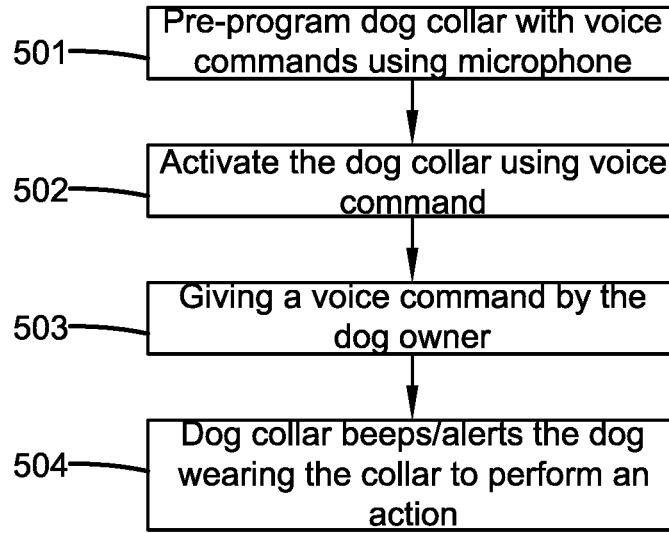 501
Pre-program dog collar with voice
commands using microphone
502
Activate the dog collar using voice
command
503
Giving a voice command by the
dog owner
504
Dog collar beeps/alerts the dog
wearing the collar to perform an
action